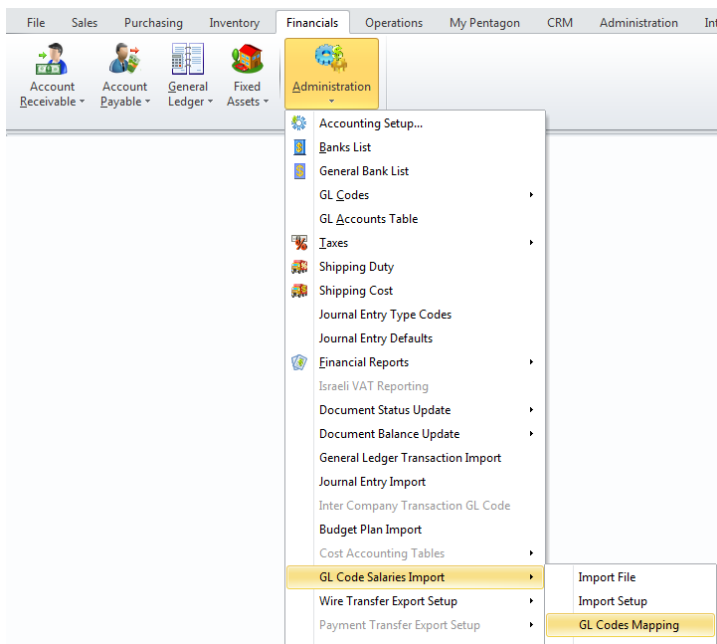 File Sales Purchasing Inventory Financials Operations My Pentagon CRM Administration
Account Receivable
Account Payable
General Ledger
Fixed Assets
Administration
Accounting Setup...
Banks List
General Bank List
GL Codes
GL Accounts Table
Taxes
Shipping Duty
Shipping Cost
Journal Entry Type Codes
Journal Entry Defaults
Financial Reports
Israeli VAT Reporting
Document Status Update
Document Balance Update
General Ledger Transaction Import
Journal Entry Import
Inter Company Transaction GL Code
Budget Plan Import
Cost Accounting Tables
GL Code Salaries Import
Import File
Wire Transfer Export Setup
Import Setup
Payment Transfer Export Setup
GL Codes Mapping